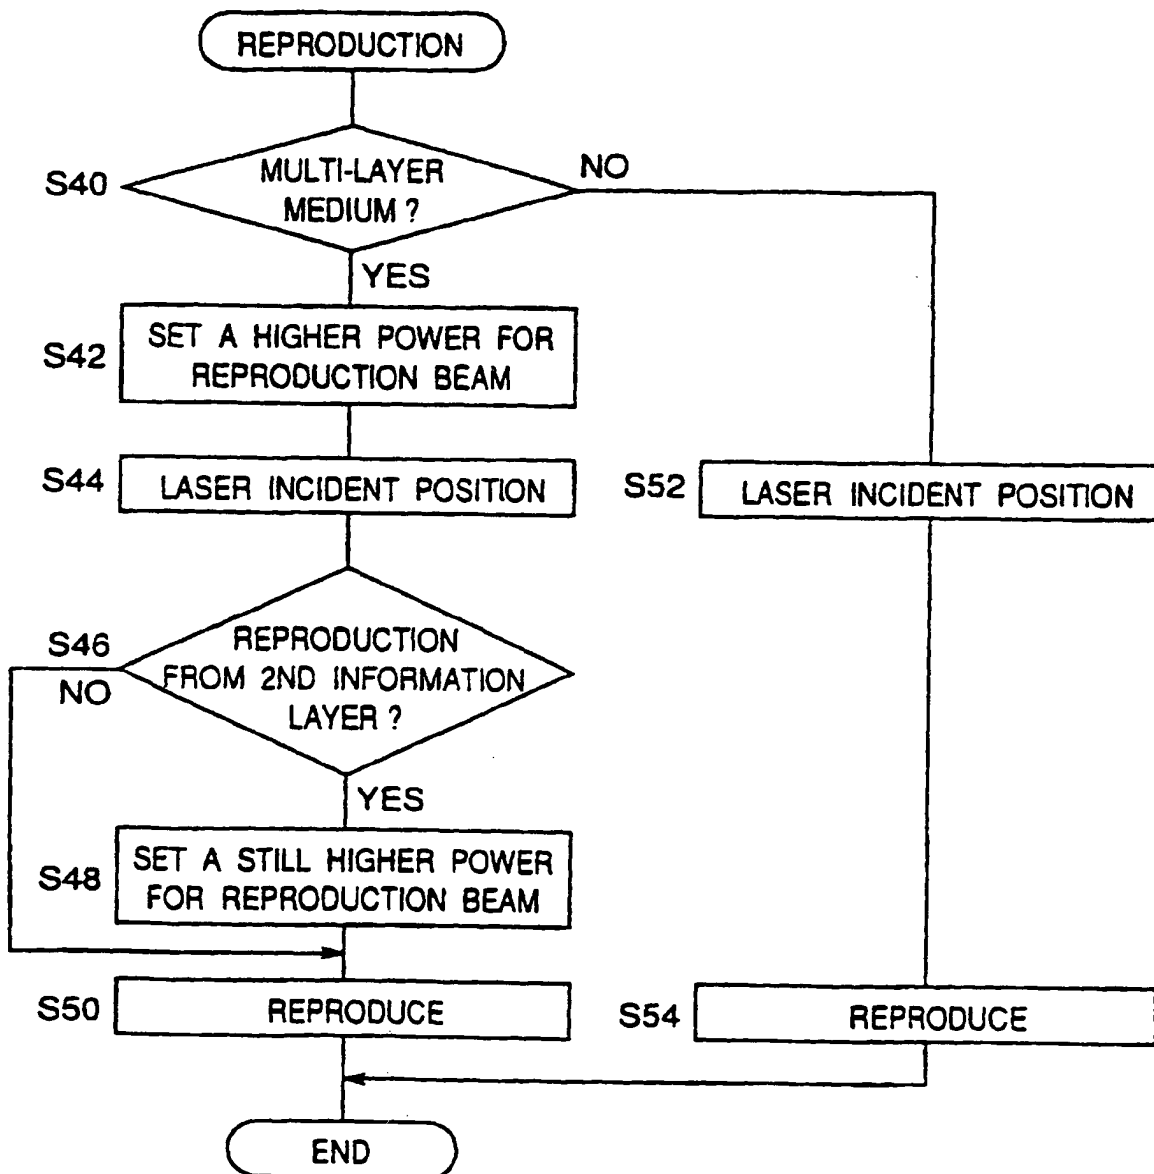 REPRODUCTION
S40
MULTI-LAYER
MEDIUM ?
NO
YES
S42
SET A HIGHER POWER FOR
REPRODUCTION BEAM
S44
LASER INCIDENT POSITION
S52
LASER INCIDENT POSITION
S46
NO
REPRODUCTION
FROM 2ND INFORMATION
LAYER ?
YES
S48
SET A STILL HIGHER POWER
FOR REPRODUCTION BEAM
S50
REPRODUCE
S54
REPRODUCE
END